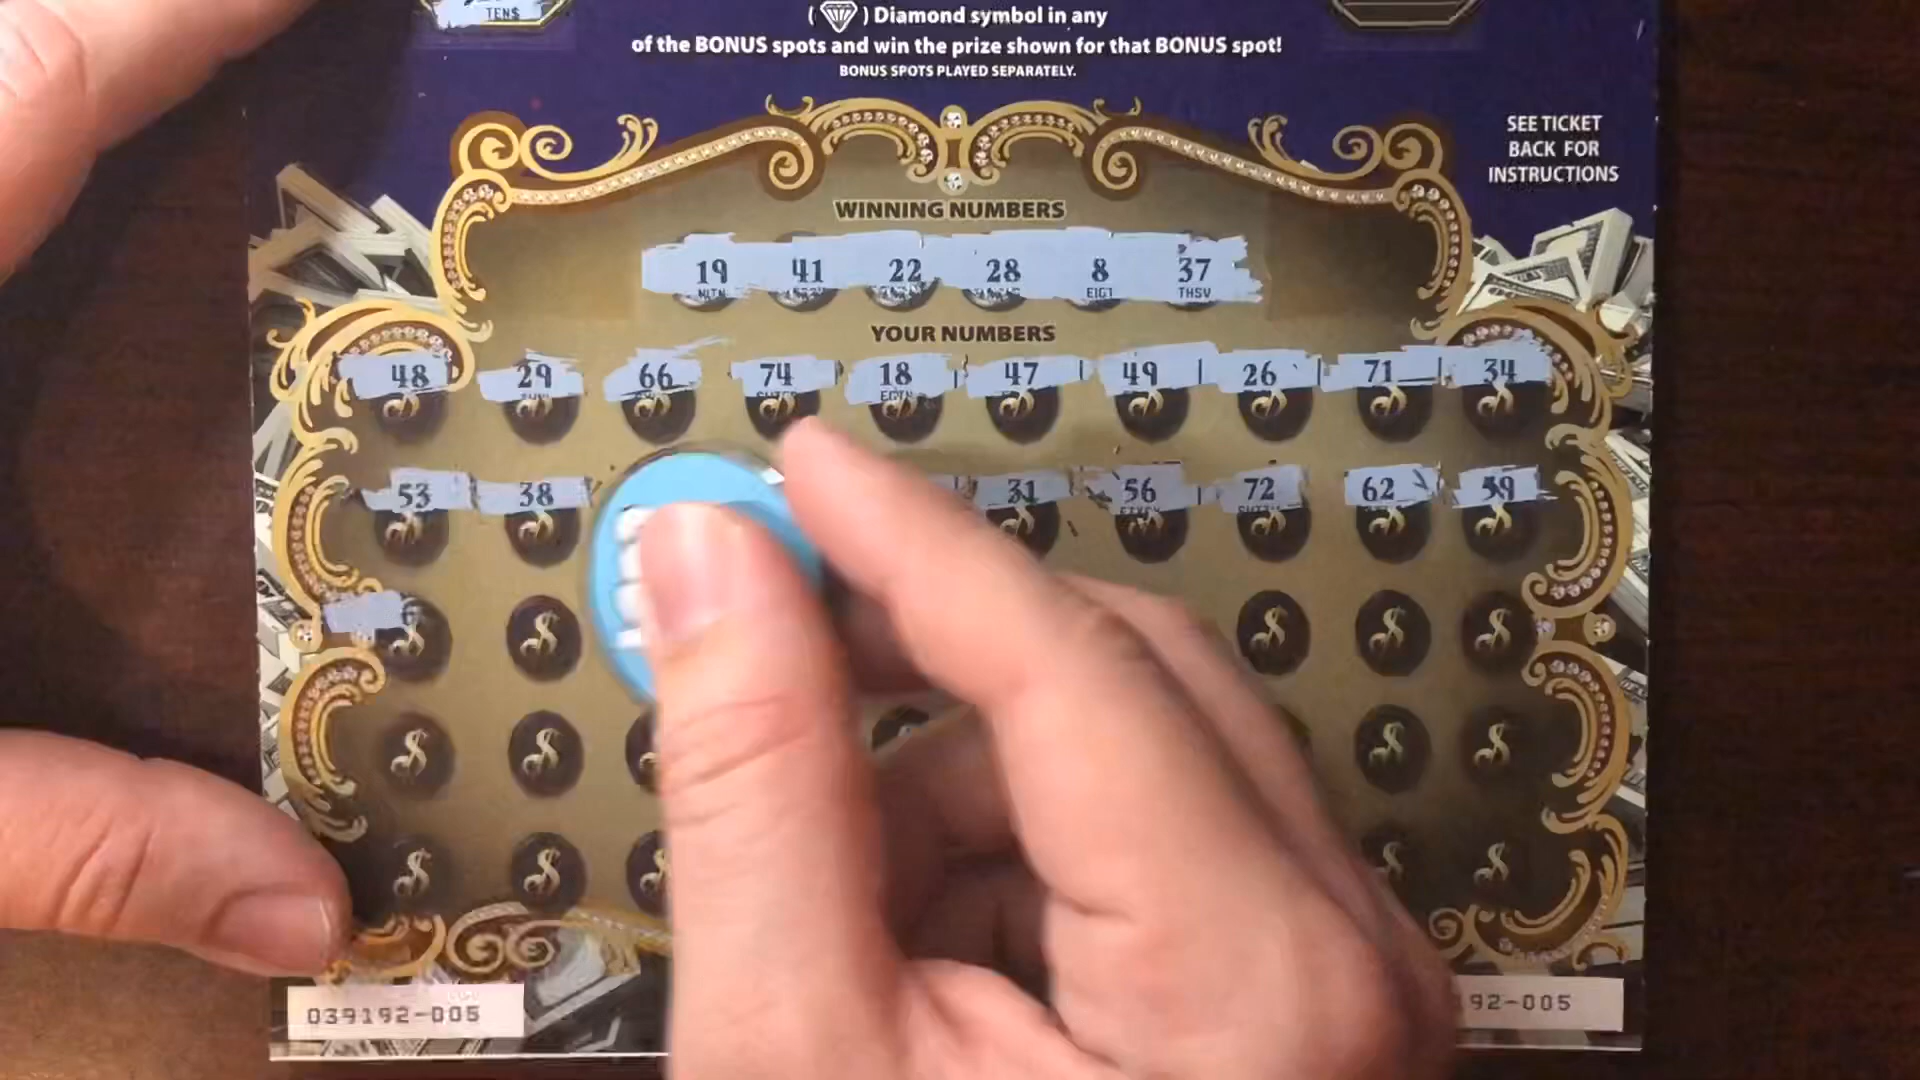 TEN$
( ) Diamond symbol in any
of the BONUS spots and win the prize shown for that BONUS spot!
BONUS SPOTS PLAYED SEPARATELY.
SEE TICKET
BACK FOR
INSTRUCTIONS
WINNING NUMBERS
19 41 22 28 8 37
NITN EIGT THSV
YOUR NUMBERS
48 29 66 74 18 47 49 26 71 34
53 38 31 56 72 62 59
039192-005
192-005